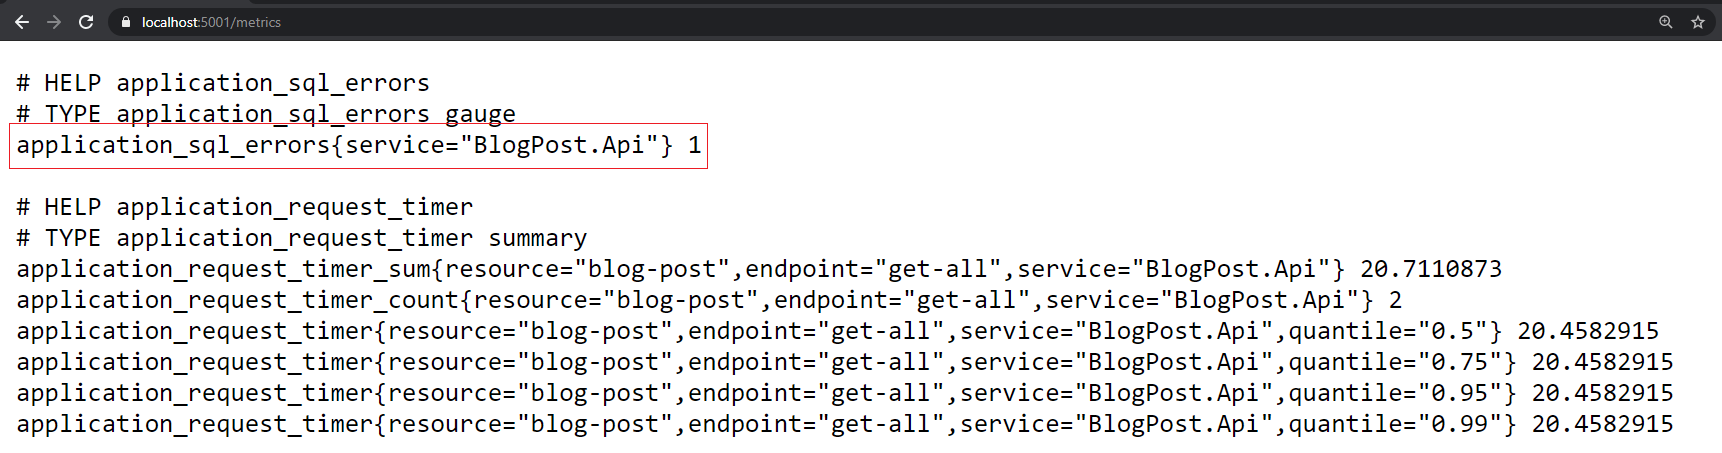 localhost:5001/metrics
# HELP application_sql_errors
# TYPE application_sql_errors gauge
application_sql_errors{service="BlogPost.Api"} 1
# HELP application_request_timer
# TYPE application_request_timer summary
application_request_timer_sum{resource="blog-post",endpoint="get-all",service="BlogPost.Api"} 20.7110873
application_request_timer_count{resource="blog-post",endpoint="get-all",service="BlogPost.Api"} 2
application_request_timer{resource="blog-post",endpoint="get-all",service="BlogPost.Api",quantile="0.5"} 20.4582915
application_request_timer{resource="blog-post",endpoint="get-all",service="BlogPost.Api",quantile="0.75"} 20.4582915
application_request_timer{resource="blog-post",endpoint="get-all",service="BlogPost.Api",quantile="0.95"} 20.4582915
application_request_timer{resource="blog-post",endpoint="get-all",service="BlogPost.Api",quantile="0.99"} 20.4582915